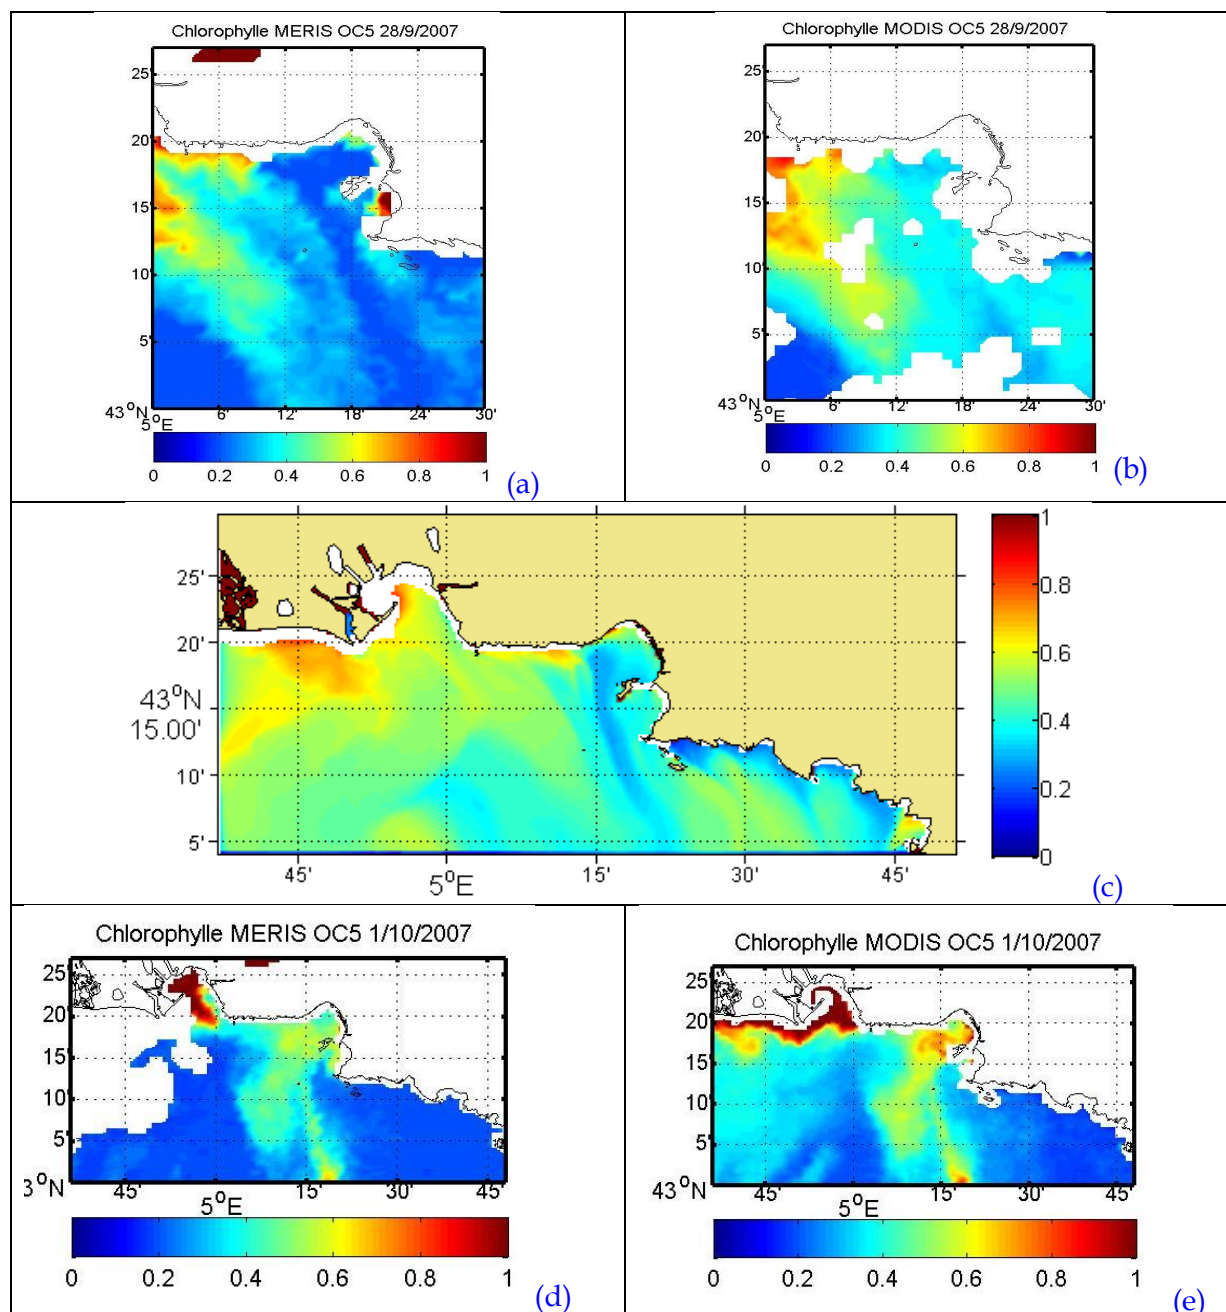 Chlorophylle MERIS OC5 28/9/2007
25'
20'
15'
10'
5'
43°N
5°E
6' 12' 18' 24' 30'
0 0.2 0.4 0.6 0.8 1
(a)
Chlorophylle MODIS OC5 28/9/2007
25'
20'
15'
10'
5'
43°N
5°E
6' 12' 18' 24' 30'
0 0.2 0.4 0.6 0.8 1
(b)
25'
20'
43°N
15.00'
10'
5'
45' 5°E 15' 30' 45'
1
0.8
0.6
0.4
0.2
0
(c)
Chlorophylle MERIS OC5 1/10/2007
25'
20'
15'
10'
5'
3°N
45' 5°E 15' 30' 45'
0 0.2 0.4 0.6 0.8 1
(d)
Chlorophylle MODIS OC5 1/10/2007
25'
20'
15'
10'
5'
43°N
45' 5°E 15' 30' 45'
0 0.2 0.4 0.6 0.8 1
(e)